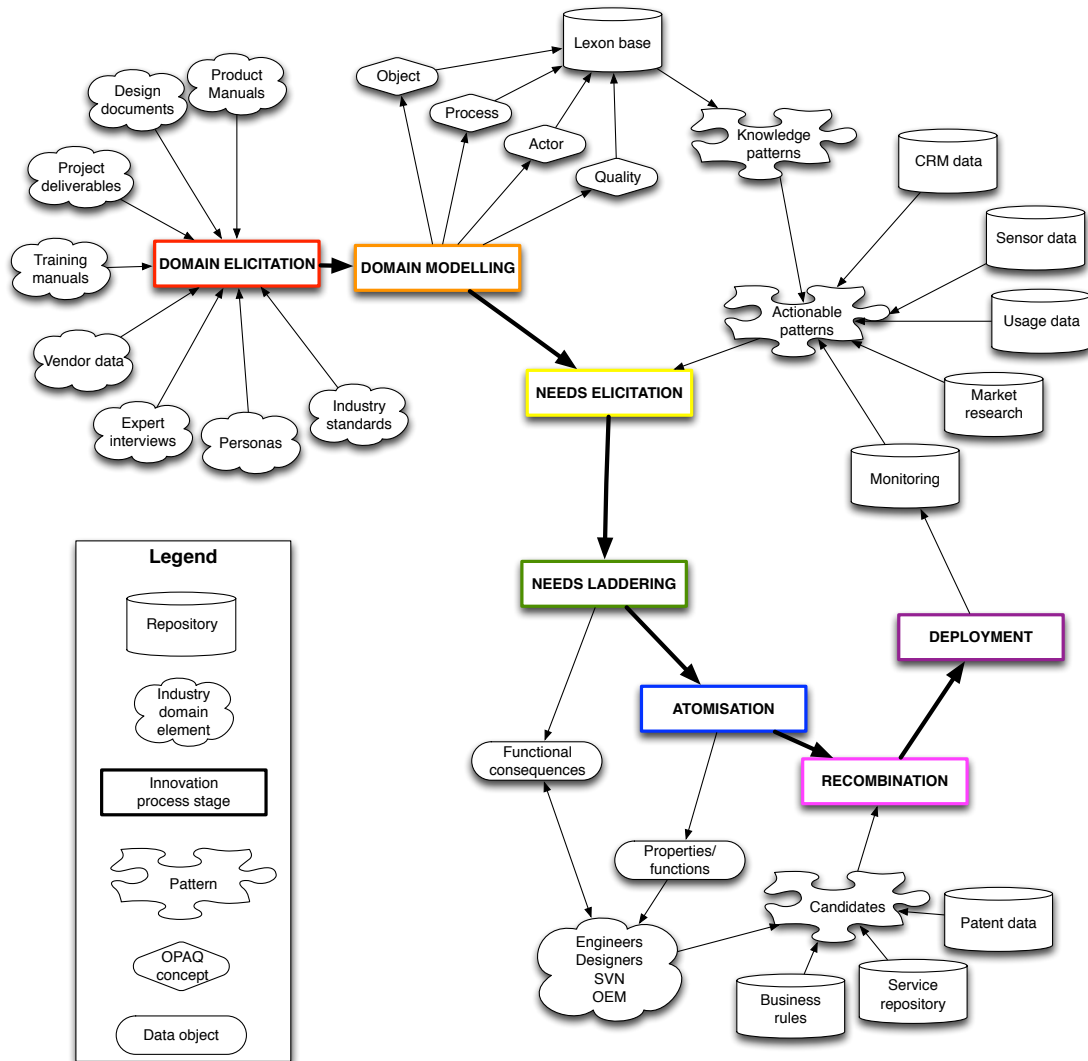 Lexon base
Object
Process
Actor
Quality
Knowledge
patterns
CRM data
Sensor data
Usage data
Market
research
Monitoring
Actionable
patterns
Product
Manuals
Design
documents
Project
deliverables
Training
manuals
Vendor data
Expert
interviews
Personas
Industry
standards
DOMAIN ELICITATION
DOMAIN MODELLING
NEEDS ELICITATION
NEEDS LADDERING
ATOMISATION
RECOMBINATION
DEPLOYMENT
Functional
consequences
Properties/
functions
Engineers
Designers
SVN
OEM
Candidates
Patent data
Service
repository
Business
rules
Legend
Repository
Industry
domain
element
Innovation
process stage
Pattern
OPAQ
concept
Data object